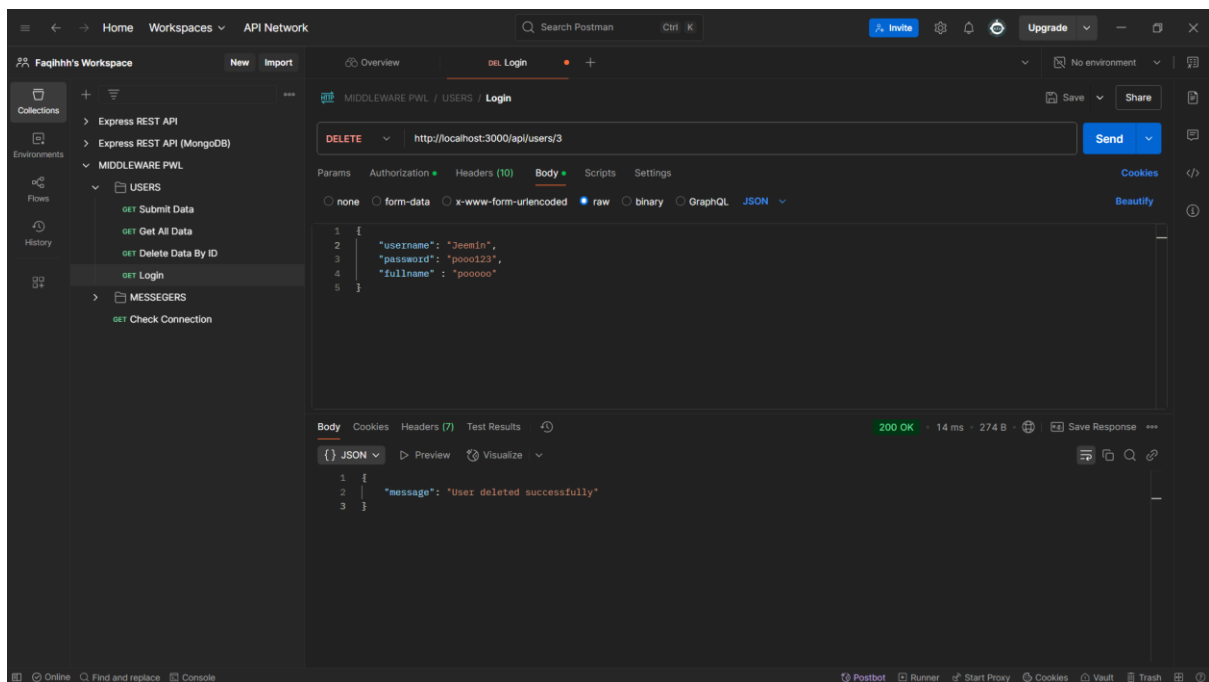 Home Workspaces API Network Search Postman Ctrl K Invite Upgrade
Faqihhh's Workspace New Import Overview DEL Login No environment
Collections
Environments
Flows
History
Express REST API
Express REST API (MongoDB)
MIDDLEWARE PWL
USERS
GET Submit Data
GET Get All Data
GET Delete Data By ID
GET Login
MESSEGERS
GET Check Connection
HTTP MIDDLEWARE PWL / USERS / Login Save Share
DELETE http://localhost:3000/api/users/3 Send
Params Authorization Headers (10) Body Scripts Settings Cookies
none form-data x-www-form-urlencoded raw binary GraphQL JSON Beautify
1 {
2 "username": "Jeemin",
3 "password": "pooo123",
4 "fullname" : "pooooo"
5 }
Body Cookies Headers (7) Test Results 200 OK 14 ms 274 B Save Response
{} JSON Preview Visualize
1 {
2 "message": "User deleted successfully"
3 }
Online Find and replace Console Postbot Runner Start Proxy Cookies Vault Trash